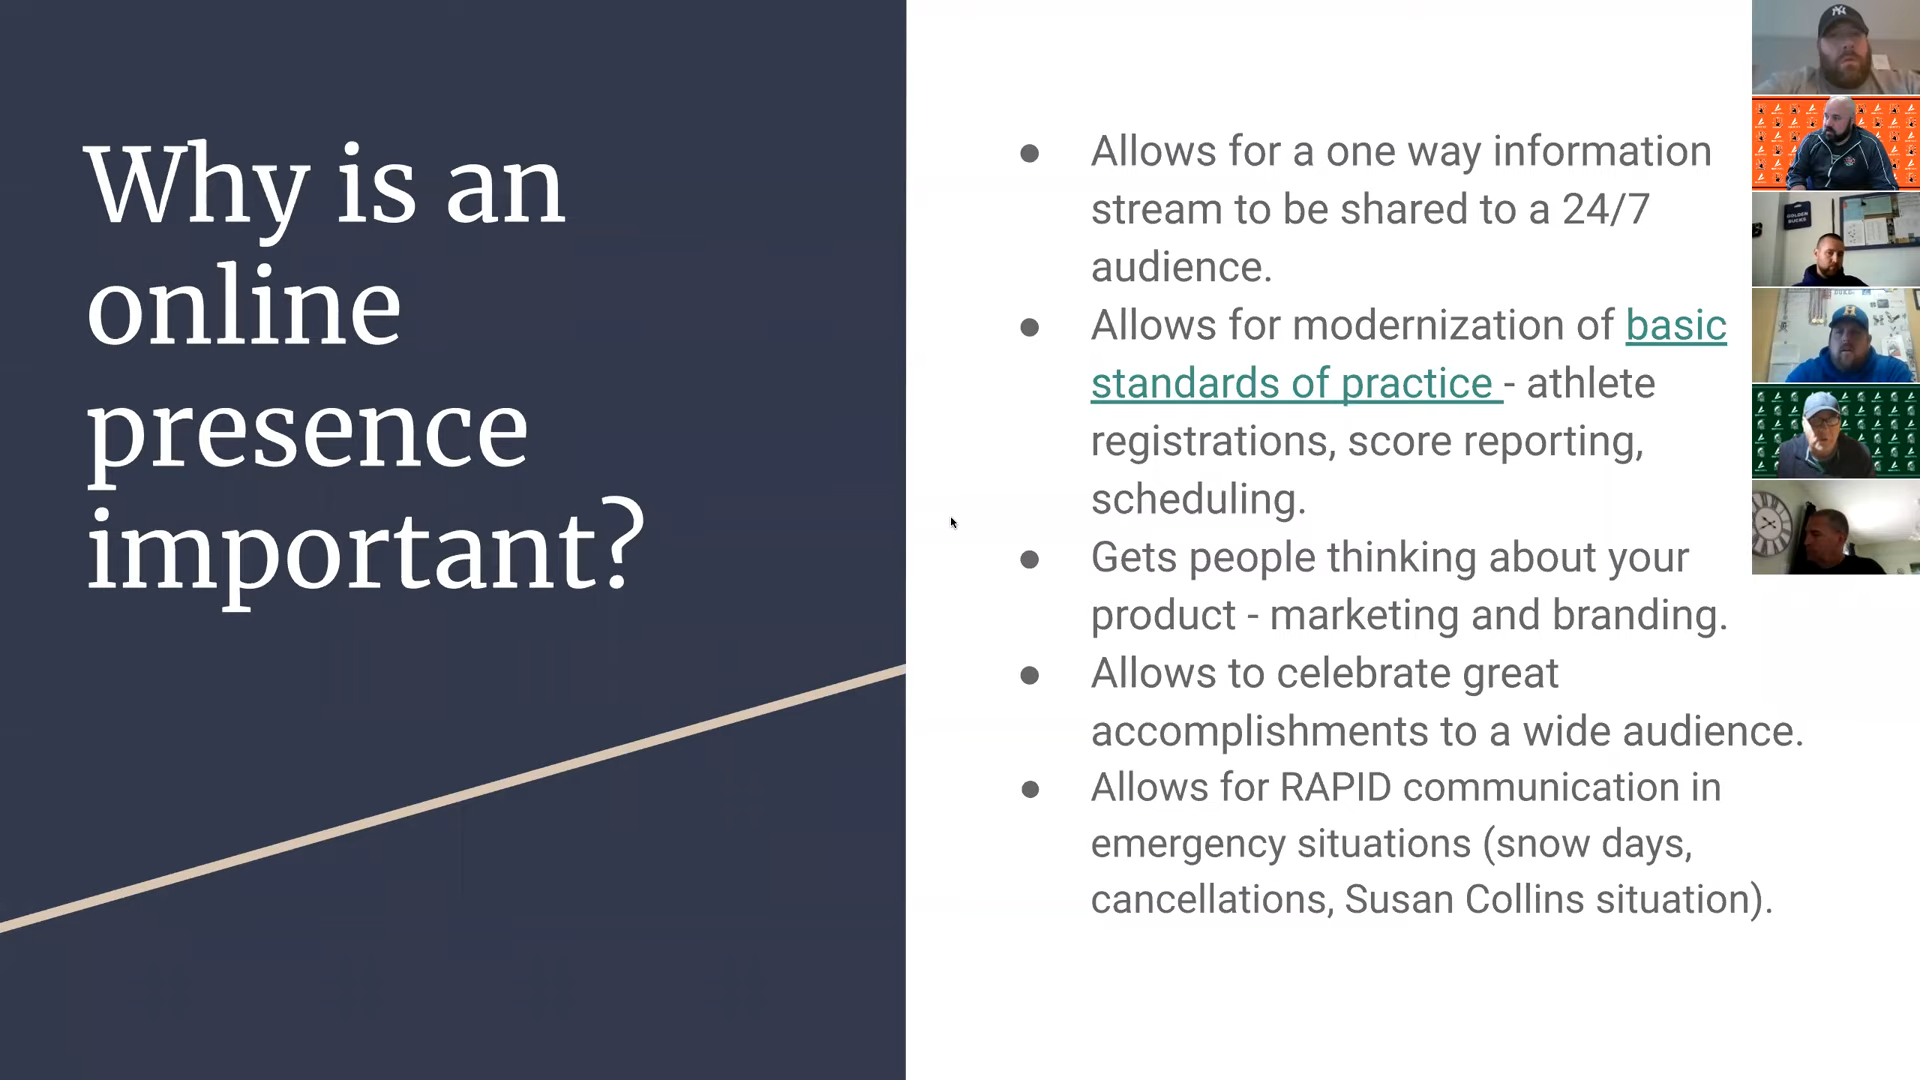 Why is an
online
presence
important?
● Allows for a one way information
stream to be shared to a 24/7
audience.
● Allows for modernization of basic
standards of practice - athlete
registrations, score reporting,
scheduling.
● Gets people thinking about your
product - marketing and branding.
● Allows to celebrate great
accomplishments to a wide audience.
● Allows for RAPID communication in
emergency situations (snow days,
cancellations, Susan Collins situation).
GOLDEN
BUCKS